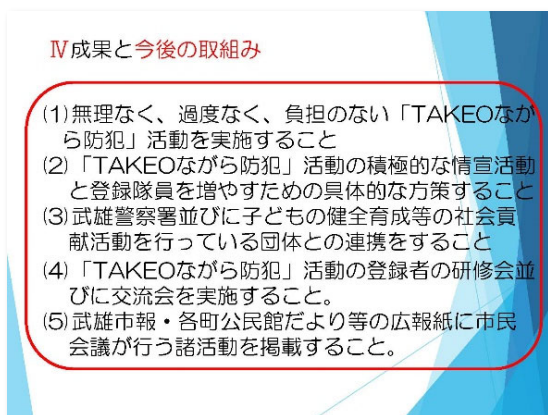 Ⅳ成果と今後の取組み
(1)無理なく、過度なく、負担のない「TAKEOなが
ら防犯」活動を実施すること
(2)「TAKEOながら防犯」活動の積極的な情宣活動
と登録隊員を増やすための具体的な方策すること
(3)武雄警察署並びに子どもの健全育成等の社会貢
献活動を行っている団体との連携をすること
(4)「TAKEOながら防犯」活動の登録者の研修会並
びに交流会を実施すること。
(5)武雄市報・各町公民館だより等の広報紙に市民
会議が行う諸活動を掲載すること。